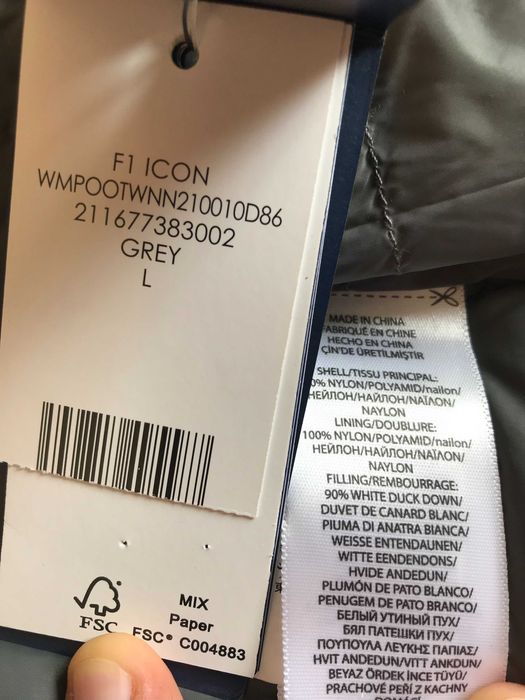 F1 ICON
WMPOOTWNN210010D86
211677383002
GREY
L
FSC
MIX
Paper
FSC® C004883
MADE IN CHINA
FABRIQUÉ EN CHINE
HECHO EN CHINA
ÇİN'DE ÜRETİLMİŞTİR
SHELL/TISSU PRINCIPAL:
0% NYLON/POLYAMID/nailon/
НЕЙЛОН/НАЙЛОН/ΝΑΪΛΟΝ/
NAYLON
LINING/DOUBLURE:
100% NYLON/POLYAMID/nailon/
НЕЙЛОН/НАЙЛОН/ΝΑΪΛΟΝ/
NAYLON
FILLING/REMBOURRAGE:
90% WHITE DUCK DOWN/
DUVET DE CANARD BLANC/
PIUMA DI ANATRA BIANCA/
WEISSE ENTENDAUNEN/
WITTE EENDENDONS/
HVIDE ANDEDUN/
PLUMÓN DE PATO BLANCO/
PENUGEM DE PATO BRANCO/
БЕЛЫЙ УТИНЫЙ ПУХ/
БЯЛ ПАТЕШКИ ПУХ/
ΠΟΥΠΟΥΛΑ ΛΕΥΚΗΣ ΠΑΠΙΑΣ/
HVIT ANDEDUN/VITT ANKDUN/
BEYAZ ÖRDEK İNCE TÜYÜ/
PRACHOVÉ PEŘÍ Z KACHNY